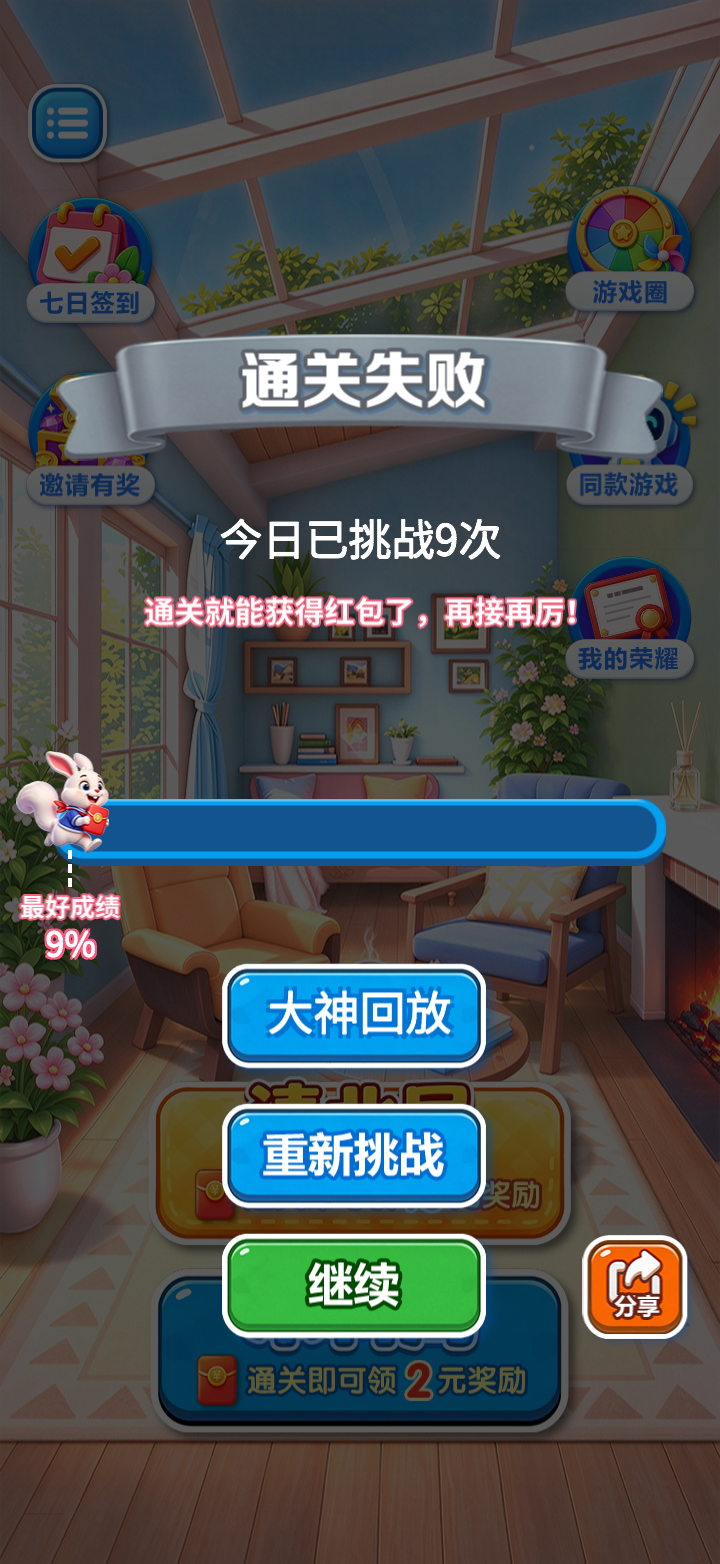 七日签到
游戏圈
通关失败
邀请有奖
同款游戏
今日已挑战9次
通关就能获得红包了，再接再厉！
我的荣耀
最好成绩
9%
大神回放
重新挑战
奖励
继续
分享
通关即可领2元奖励